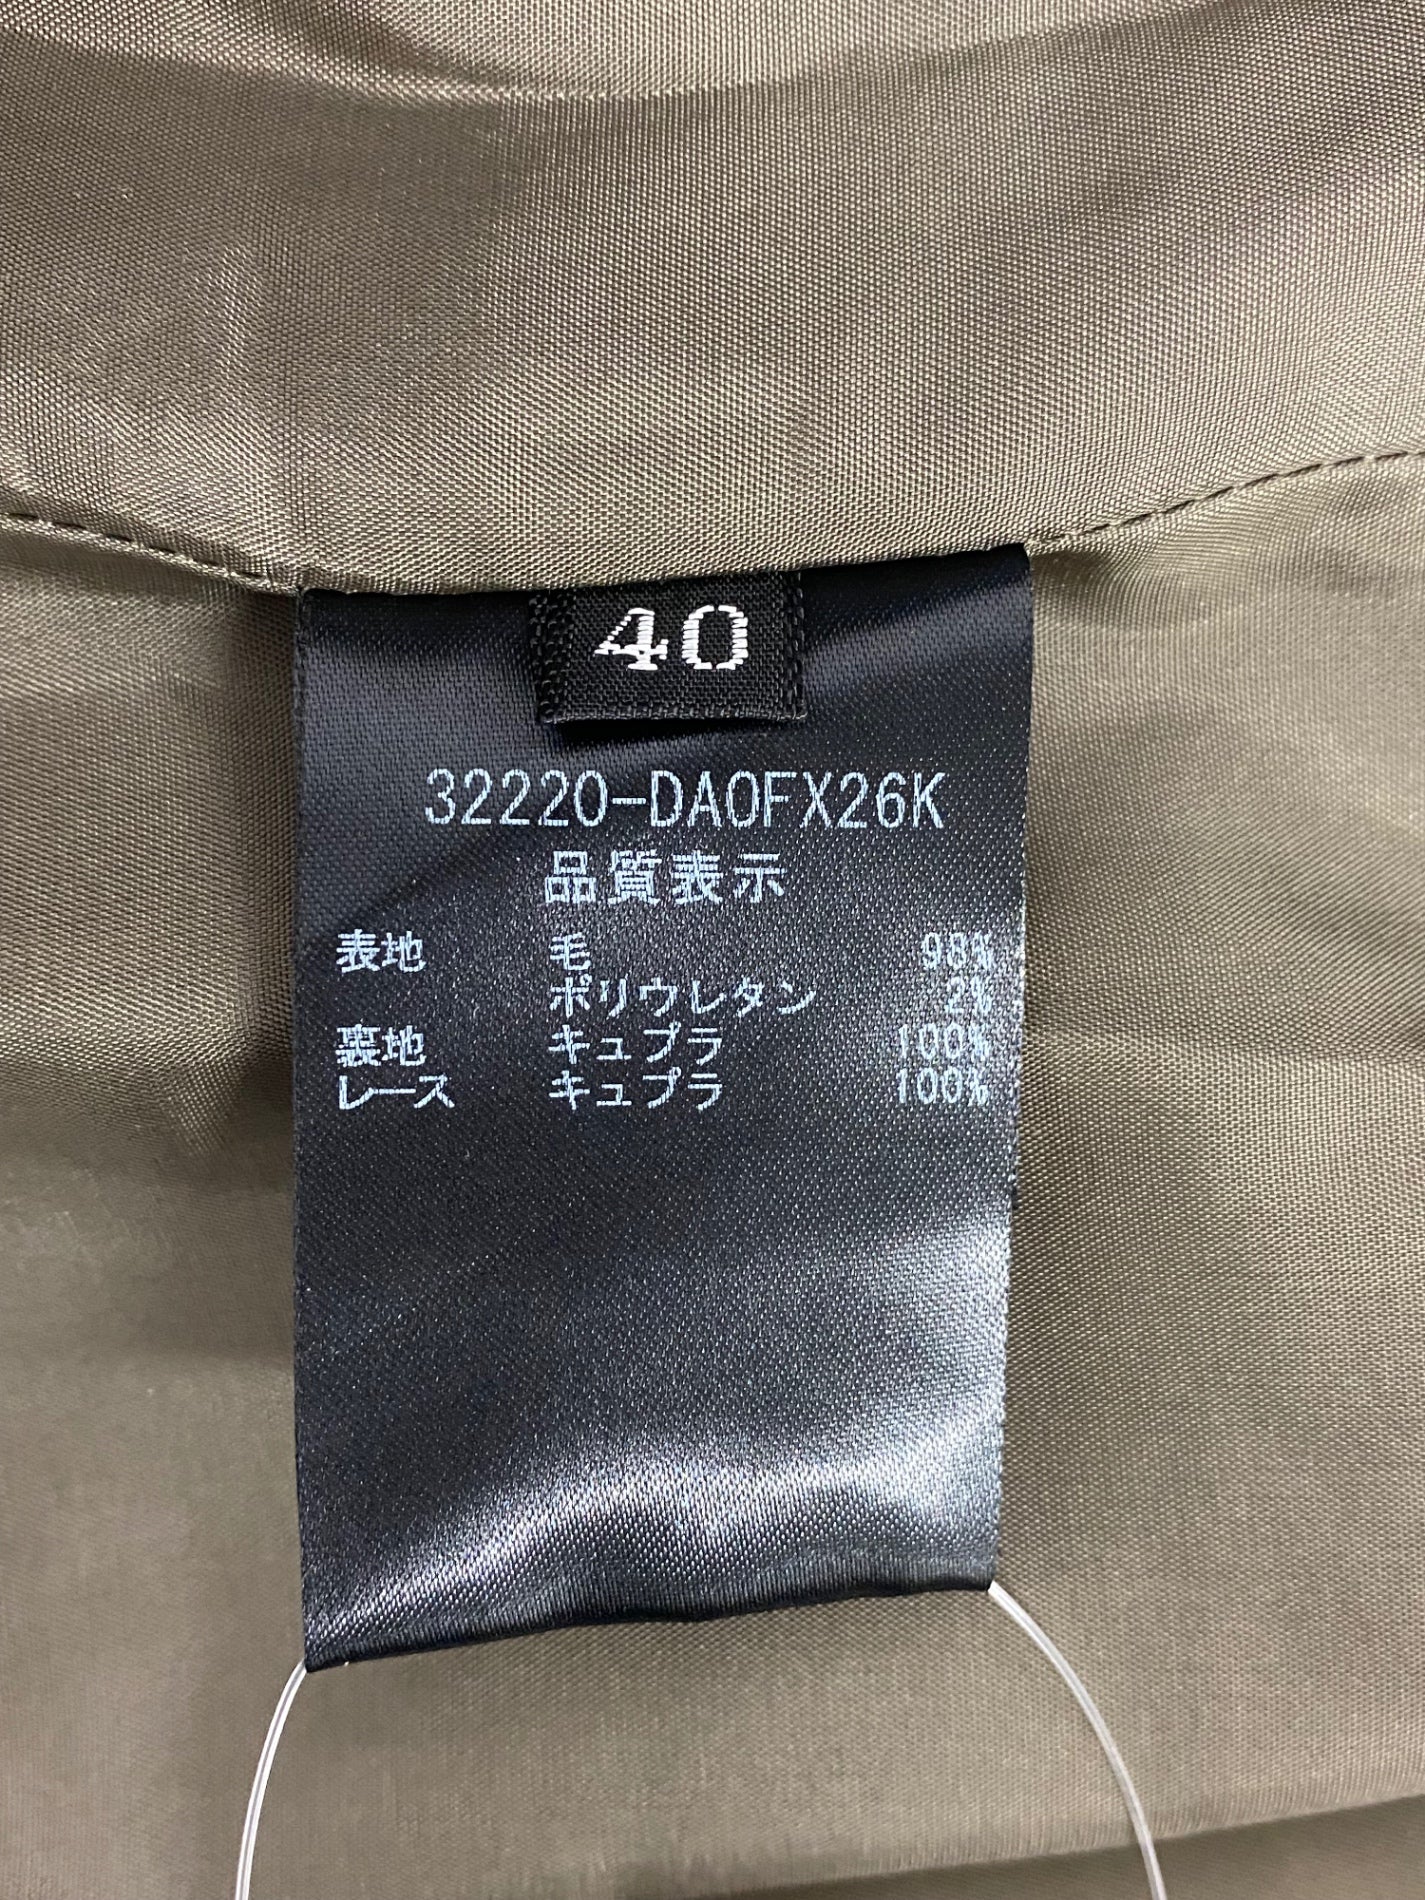 40
32220-DA0FX26K
品質表示
表地 毛 98%
ポリウレタン 2%
裏地 キュプラ 100%
レース キュプラ 100%